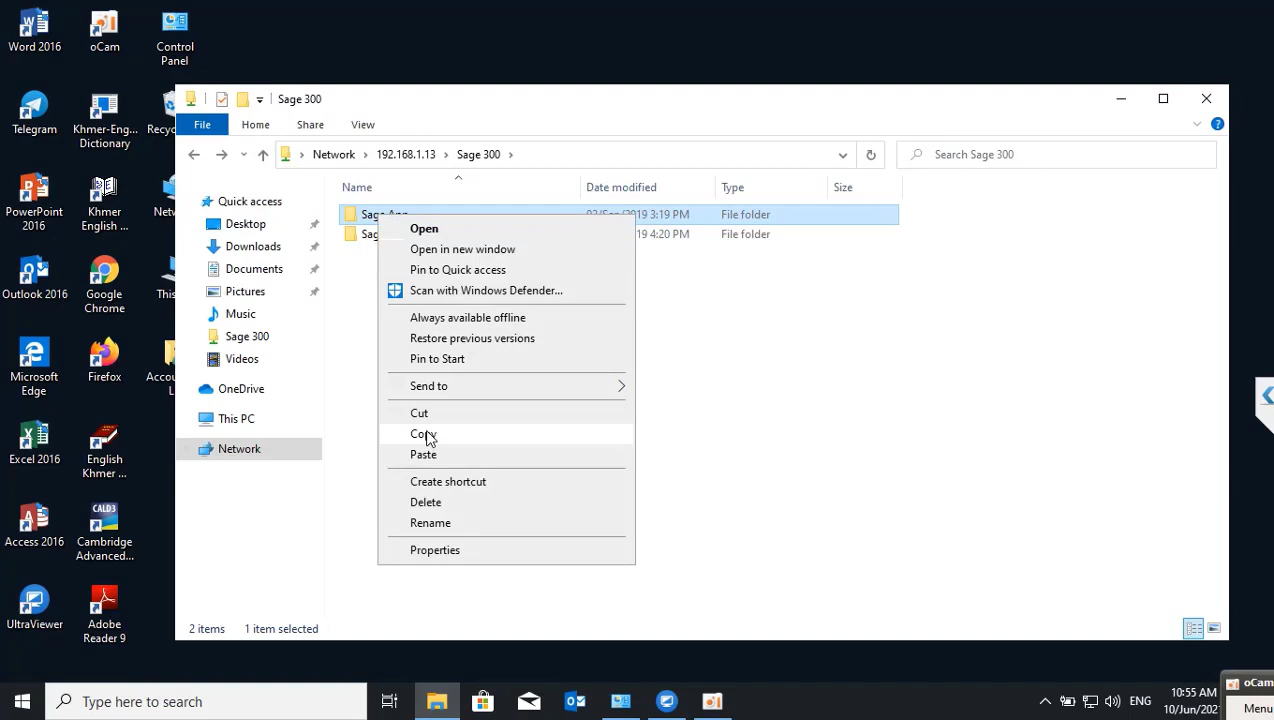 Word 2016
oCam
Control
Panel
Telegram
Khmer-Eng...
Dictionary
Recyc
PowerPoint
2016
Khmer
English ...
Netw
Outlook 2016
Google
Chrome
This
Microsoft
Edge
Firefox
Accou
L
Excel 2016
English
Khmer ...
CALD3
Access 2016
Cambridge
Advanced...
UltraViewer
Adobe
Reader 9
Sage 300
File
Home
Share
View
Network
192.168.1.13
Sage 300
Search Sage 300
Name
Date modified
Type
Size
Sage App
2019 3:19 PM
File folder
Sag
2019 4:20 PM
File folder
Quick access
Desktop
Downloads
Documents
Pictures
Music
Sage 300
Videos
OneDrive
This PC
Network
Open
Open in new window
Pin to Quick access
Scan with Windows Defender...
Always available offline
Restore previous versions
Pin to Start
Send to
Cut
Copy
Paste
Create shortcut
Delete
Rename
Properties
2 items
1 item selected
Type here to search
ENG
10:55 AM
10/Jun/202
oCam
Menu